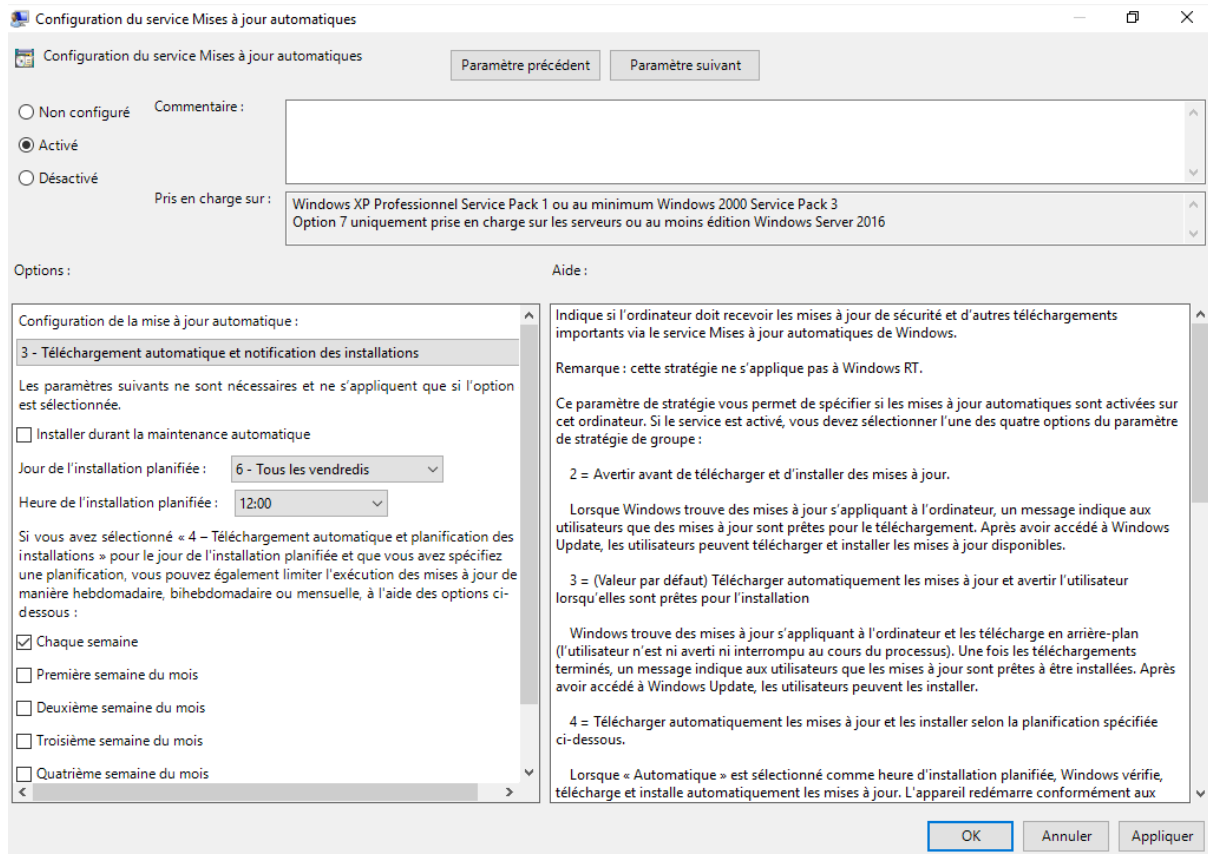 Configuration du service Mises à jour automatiques
Configuration du service Mises à jour automatiques
Paramètre précédent
Paramètre suivant
Non configuré
Commentaire :
Activé
Désactivé
Pris en charge sur :
Windows XP Professionnel Service Pack 1 ou au minimum Windows 2000 Service Pack 3
Option 7 uniquement prise en charge sur les serveurs ou au moins édition Windows Server 2016
Options :
Aide :
Configuration de la mise à jour automatique :
3 - Téléchargement automatique et notification des installations
Les paramètres suivants ne sont nécessaires et ne s'appliquent que si l'option
est sélectionnée.
Installer durant la maintenance automatique
Jour de l'installation planifiée :
6 - Tous les vendredis
Heure de l'installation planifiée :
12:00
Si vous avez sélectionné « 4 – Téléchargement automatique et planification des
installations » pour le jour de l'installation planifiée et que vous avez spécifiez
une planification, vous pouvez également limiter l'exécution des mises à jour de
manière hebdomadaire, bihebdomadaire ou mensuelle, à l'aide des options ci-
dessous :
Chaque semaine
Première semaine du mois
Deuxième semaine du mois
Troisième semaine du mois
Quatrième semaine du mois
Indique si l'ordinateur doit recevoir les mises à jour de sécurité et d'autres téléchargements
importants via le service Mises à jour automatiques de Windows.
Remarque : cette stratégie ne s'applique pas à Windows RT.
Ce paramètre de stratégie vous permet de spécifier si les mises à jour automatiques sont activées sur
cet ordinateur. Si le service est activé, vous devez sélectionner l'une des quatre options du paramètre
de stratégie de groupe :
2 = Avertir avant de télécharger et d'installer des mises à jour.
Lorsque Windows trouve des mises à jour s'appliquant à l'ordinateur, un message indique aux
utilisateurs que des mises à jour sont prêtes pour le téléchargement. Après avoir accédé à Windows
Update, les utilisateurs peuvent télécharger et installer les mises à jour disponibles.
3 = (Valeur par défaut) Télécharger automatiquement les mises à jour et avertir l'utilisateur
lorsqu'elles sont prêtes pour l'installation
Windows trouve des mises à jour s'appliquant à l'ordinateur et les télécharge en arrière-plan
(l'utilisateur n'est ni averti ni interrompu au cours du processus). Une fois les téléchargements
terminés, un message indique aux utilisateurs que les mises à jour sont prêtes à être installées. Après
avoir accédé à Windows Update, les utilisateurs peuvent les installer.
4 = Télécharger automatiquement les mises à jour et les installer selon la planification spécifiée
ci-dessous.
Lorsque « Automatique » est sélectionné comme heure d'installation planifiée, Windows vérifie,
télécharge et installe automatiquement les mises à jour. L'appareil redémarre conformément aux
OK
Annuler
Appliquer